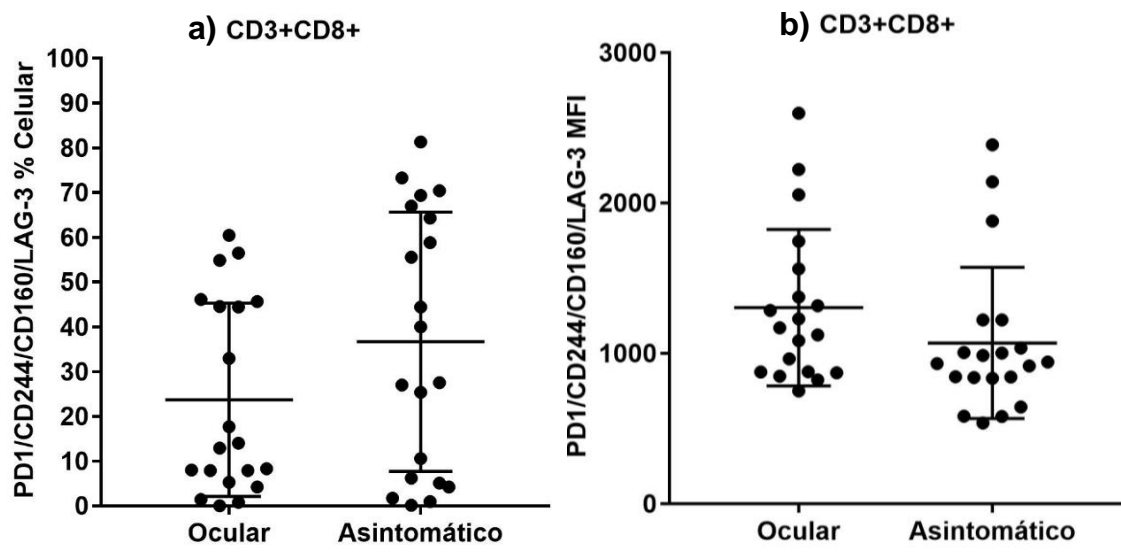 a) CD3+CD8+
PD1/CD244/CD160/LAG-3 % Celular
100
90
80
70
60
50
40
30
20
10
0
Ocular
Asintomático
b) CD3+CD8+
PD1/CD244/CD160/LAG-3 MFI
3000
2000
1000
0
Ocular
Asintomático